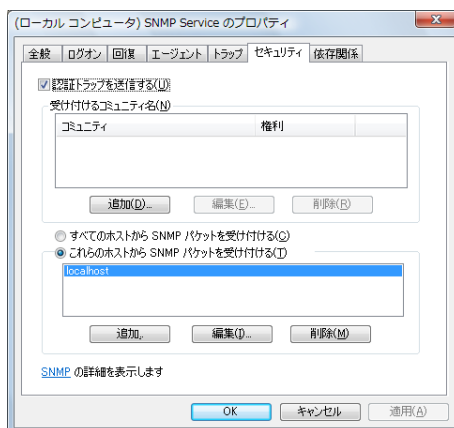 (ローカル コンピュータ) SNMP Service のプロパティ
全般 ログオン 回復 エージェント トラップ セキュリティ 依存関係
認証トラップを送信する(U)
受け付けるコミュニティ名(N)
コミュニティ 権利
追加(D)... 編集(E)... 削除(R)
すべてのホストから SNMP パケットを受け付ける(C)
これらのホストから SNMP パケットを受け付ける(T)
localhost
追加.. 編集(I)... 削除(M)
SNMP の詳細を表示します
OK キャンセル 適用(A)